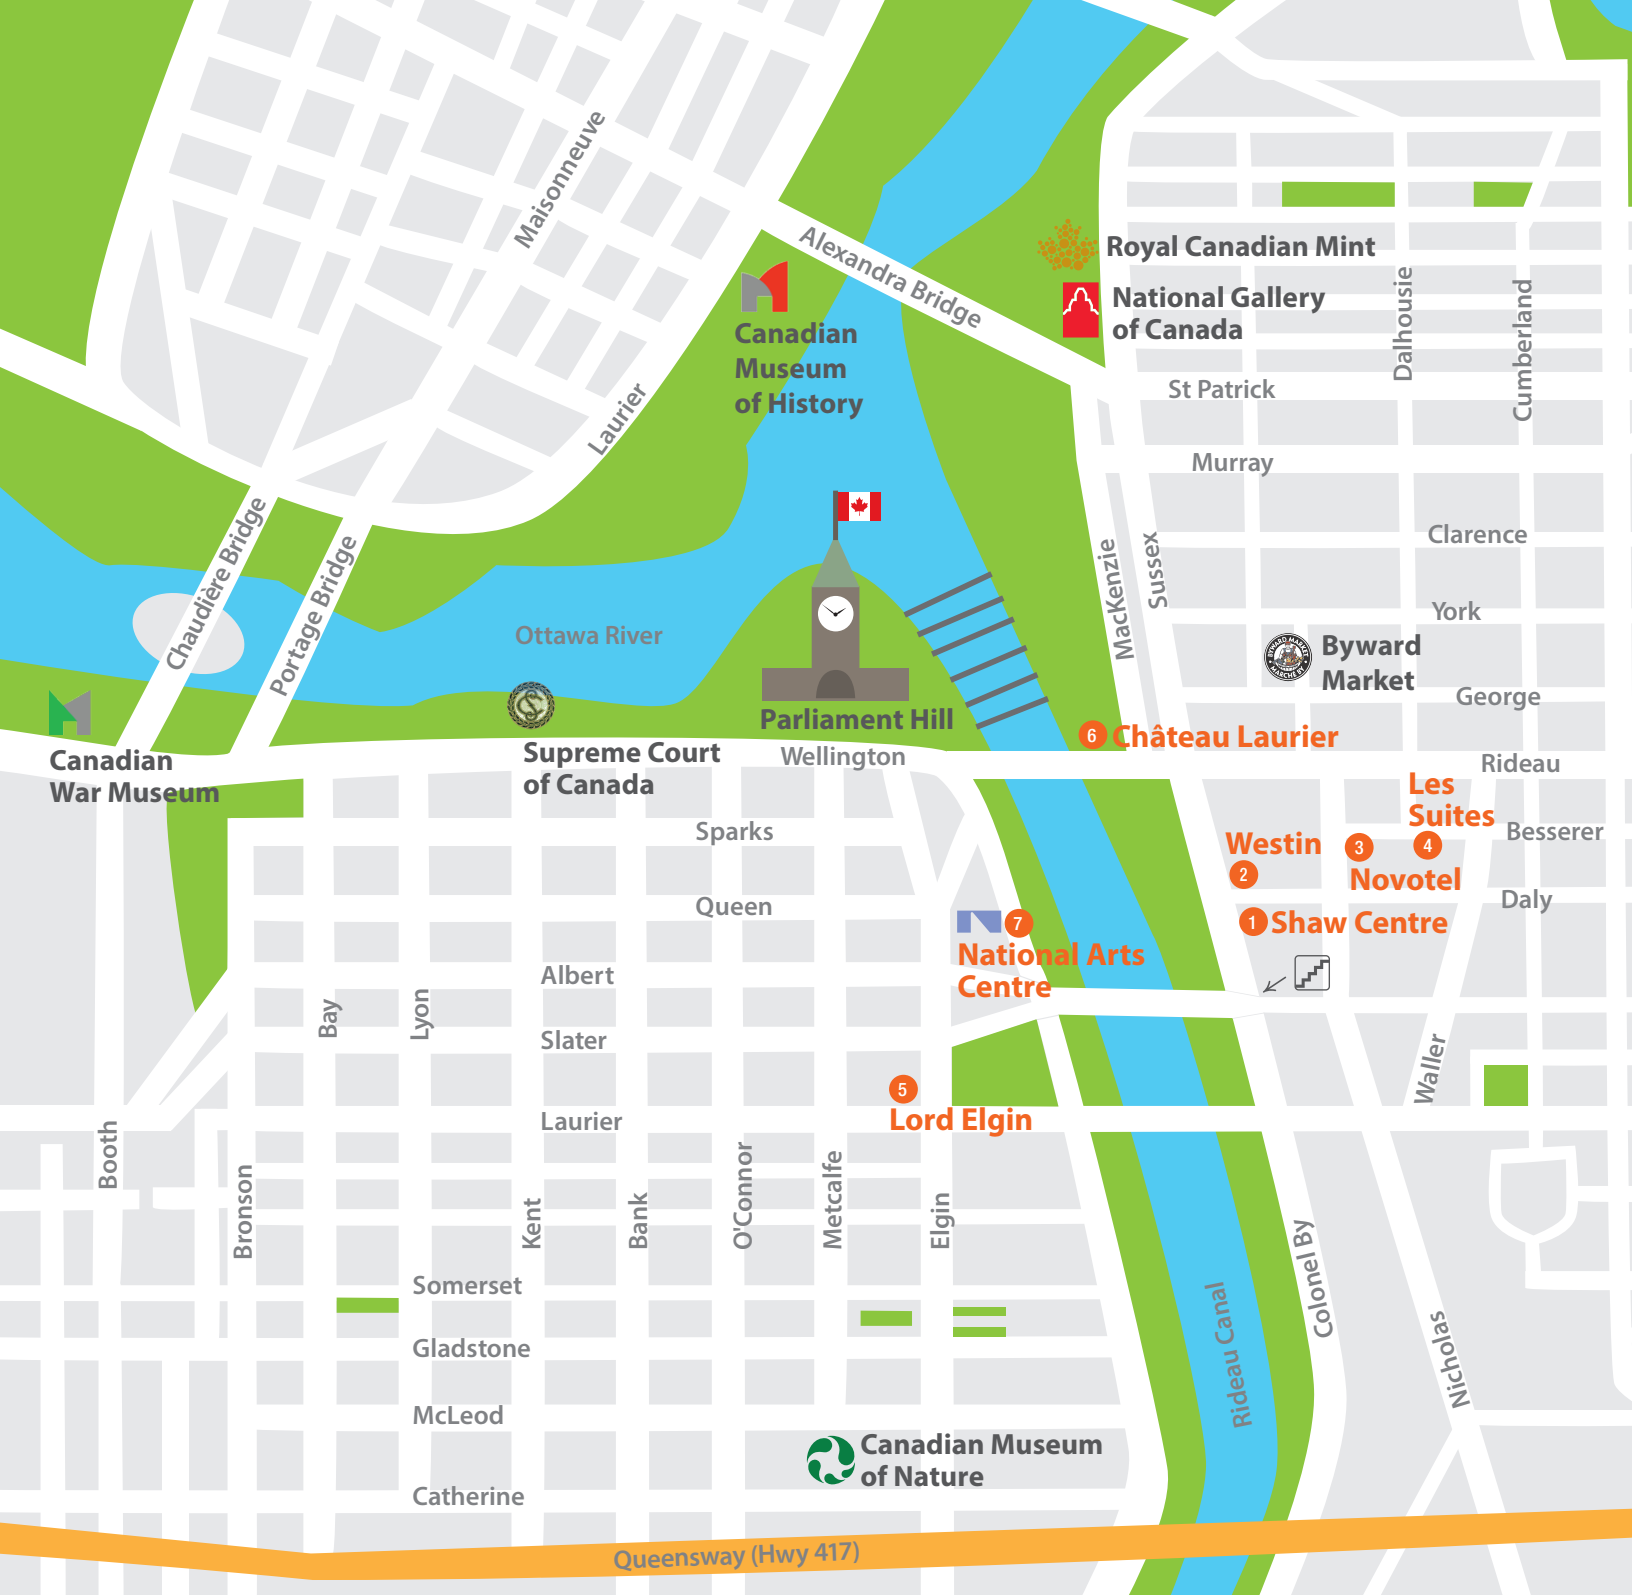 Maisonneuve
Alexandra Bridge
Royal Canadian Mint
National Gallery
of Canada
Dalhousie
Cumberland
Canadian
Museum
of History
Laurier
St Patrick
Murray
Chaudière Bridge
Portage Bridge
Clarence
MacKenzie
Sussex
York
BYWARD MARKET
MARCHÉ BY
Byward
Market
Ottawa River
George
Parliament Hill
Wellington
6 Château Laurier
Supreme Court
of Canada
Canadian
War Museum
Rideau
Les
Suites
4
Besserer
Westin
2
3
Novotel
Sparks
Queen
Daly
7
National Arts
Centre
1 Shaw Centre
Albert
Bay
Lyon
Slater
Waller
5
Lord Elgin
Laurier
Booth
Bronson
Kent
Bank
O'Connor
Metcalfe
Elgin
Colonel By
Somerset
Rideau Canal
Nicholas
Gladstone
McLeod
Canadian Museum
of Nature
Catherine
Queensway (Hwy 417)